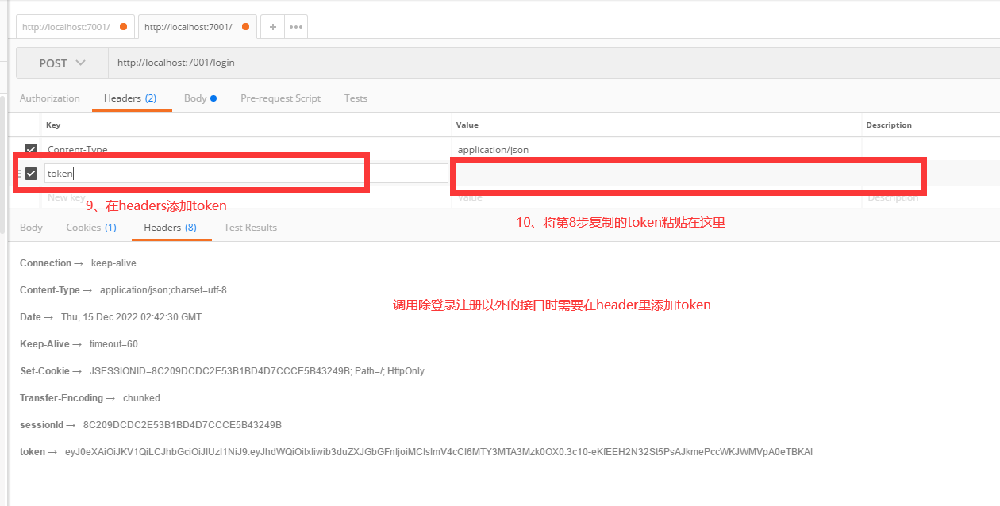 http://localhost:7001/ http://localhost:7001/ + •••
POST http://localhost:7001/login
Authorization Headers (2) Body Pre-request Script Tests
Key Value Description
Content-Type application/json
token
New key Value Description
9、在headers添加token
10、将第8步复制的token粘贴在这里
Body Cookies (1) Headers (8) Test Results
Connection → keep-alive
Content-Type → application/json;charset=utf-8
调用除登录注册以外的接口时需要在header里添加token
Date → Thu, 15 Dec 2022 02:42:30 GMT
Keep-Alive → timeout=60
Set-Cookie → JSESSIONID=8C209DCDC2E53B1BD4D7CCCE5B43249B; Path=/; HttpOnly
Transfer-Encoding → chunked
sessionId → 8C209DCDC2E53B1BD4D7CCCE5B43249B
token →